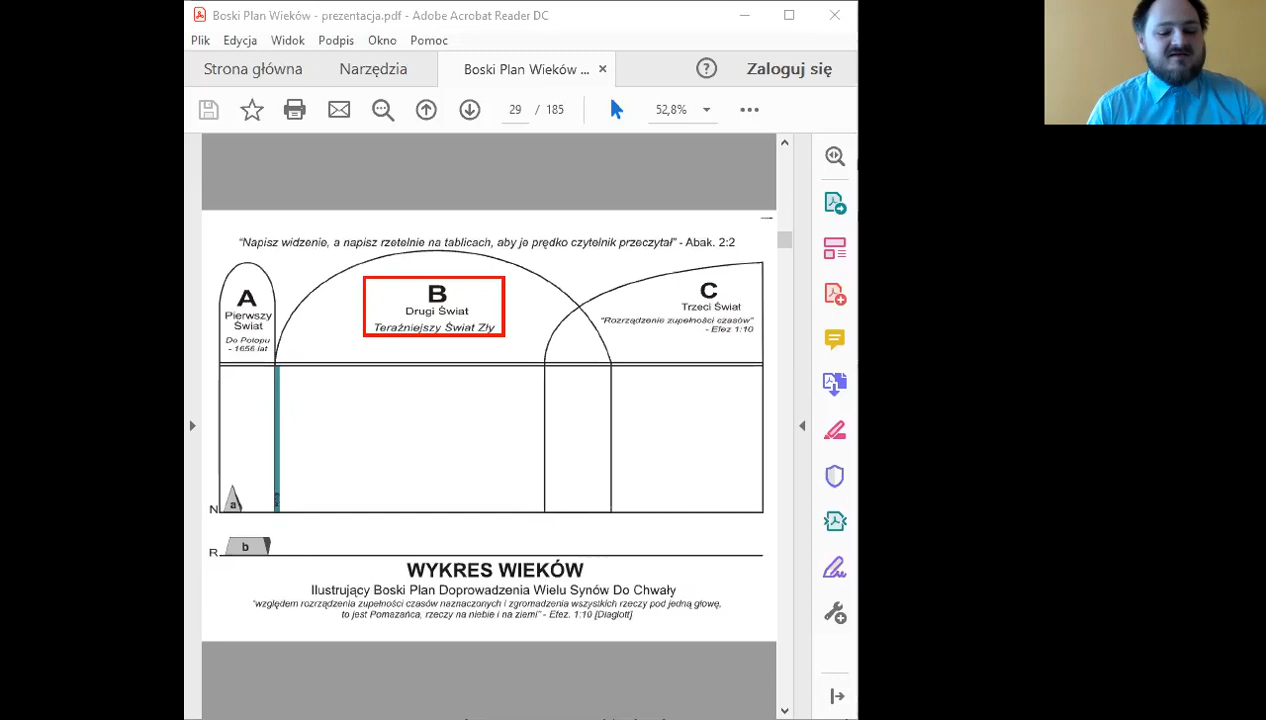 Boski Plan Wieków - prezentacja.pdf - Adobe Acrobat Reader DC
Plik Edycja Widok Podpis Okno Pomoc
Strona główna Narzędzia Boski Plan Wieków ... Zaloguj się
29 / 185 52,8%
"Napisz widzenie, a napisz rzetelnie na tablicach, aby je prędko czytelnik przeczytał" - Abak. 2:2
A
Pierwszy
Świat
Do Potopu
- 1656 lat
B
Drugi Świat
Teraźniejszy Świat Zły
C
Trzeci Świat
"Rozrządzenie zupełności czasów"
- Efez 1:10
N a
R b
WYKRES WIEKÓW
Ilustrujący Boski Plan Doprowadzenia Wielu Synów Do Chwały
"względem rozrządzenia zupełności czasów naznaczonych i zgromadzenia wszystkich rzeczy pod jedną głowę,
to jest Pomazańca, rzeczy na niebie i na ziemi" - Efez. 1:10 [Diaglott]